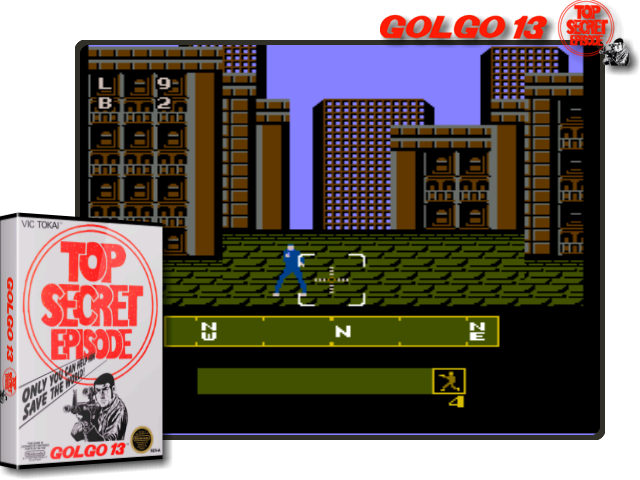 GOLGO 13
TOP
SECRET
EPISODE
L 9
B 2
NW
N
NE
4
VIC TOKAI
TOP
SECRET
EPISODE
ONLY YOU CAN HELP HIM
SAVE THE WORLD!
GOLGO 13
GOLGO 13